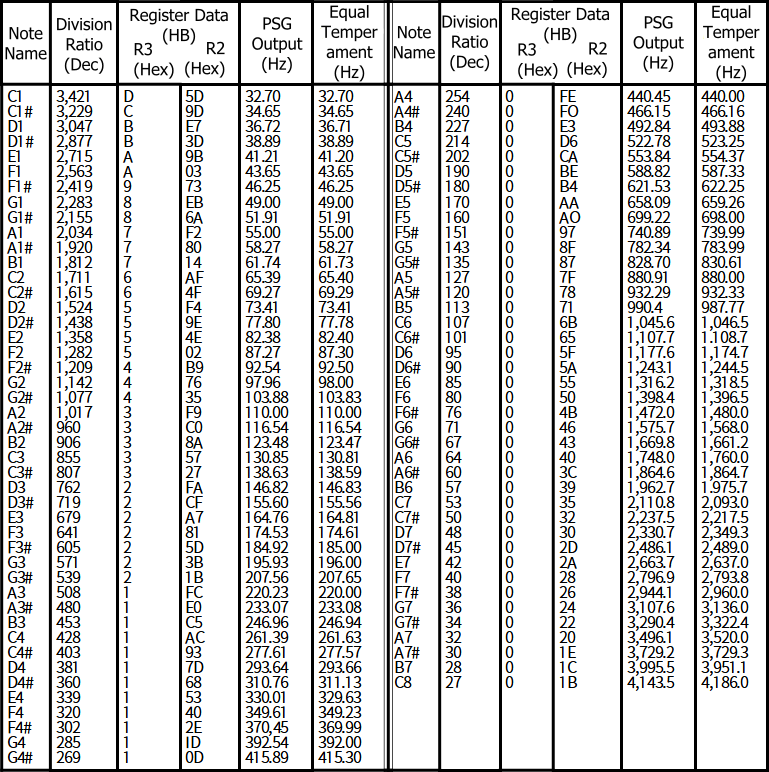 Note
Name
Division
Ratio
(Dec)
Register Data
(HB)
R3 R2
(Hex) (Hex)
PSG
Output
(Hz)
Equal
Temper
ament
(Hz)
C1 3,421 D 5D 32.70 32.70
C1# 3,229 C 9D 34.65 34.65
D1 3,047 B E7 36.72 36.71
D1# 2,877 B 3D 38.89 38.89
E1 2,715 A 9B 41.21 41.20
F1 2,563 A 03 43.65 43.65
F1# 2,419 9 73 46.25 46.25
G1 2,283 8 EB 49.00 49.00
G1# 2,155 8 6A 51.91 51.91
A1 2,034 7 F2 55.00 55.00
A1# 1,920 7 80 58.27 58.27
B1 1,812 7 14 61.74 61.73
C2 1,711 6 AF 65.39 65.40
C2# 1,615 6 4F 69.27 69.29
D2 1,524 5 F4 73.41 73.41
D2# 1,438 5 9E 77.80 77.78
E2 1,358 5 4E 82.38 82.40
F2 1,282 5 02 87.27 87.30
F2# 1,209 4 B9 92.54 92.50
G2 1,142 4 76 97.96 98.00
G2# 1,077 4 35 103.88 103.83
A2 1,017 3 F9 110.00 110.00
A2# 960 3 C0 116.54 116.54
B2 906 3 8A 123.48 123.47
C3 855 3 57 130.85 130.81
C3# 807 3 27 138.63 138.59
D3 762 2 FA 146.82 146.83
D3# 719 2 CF 155.60 155.56
E3 679 2 A7 164.76 164.81
F3 641 2 81 174.53 174.61
F3# 605 2 5D 184.92 185.00
G3 571 2 3B 195.93 196.00
G3# 539 2 1B 207.56 207.65
A3 508 1 FC 220.23 220.00
A3# 480 1 E0 233.07 233.08
B3 453 1 C5 246.96 246.94
C4 428 1 AC 261.39 261.63
C4# 403 1 93 277.61 277.57
D4 381 1 7D 293.64 293.66
D4# 360 1 68 310.76 311.13
E4 339 1 53 330.01 329.63
F4 320 1 40 349.61 349.23
F4# 302 1 2E 370,45 369.99
G4 285 1 ID 392.54 392.00
G4# 269 1 0D 415.89 415.30
Note
Name
Division
Ratio
(Dec)
Register Data
(HB)
R3 R2
(Hex) (Hex)
PSG
Output
(Hz)
Equal
Temper
ament
(Hz)
A4 254 0 FE 440.45 440.00
A4# 240 0 FO 466.15 466.16
B4 227 0 E3 492.84 493.88
C5 214 0 D6 522.78 523.25
C5# 202 0 CA 553.84 554.37
D5 190 0 BE 588.82 587.33
D5# 180 0 B4 621.53 622.25
E5 170 0 AA 658.09 659.26
F5 160 0 AO 699.22 698.00
F5# 151 0 97 740.89 739.99
G5 143 0 8F 782.34 783.99
G5# 135 0 87 828.70 830.61
A5 127 0 7F 880.91 880.00
A5# 120 0 78 932.29 932.33
B5 113 0 71 990.4 987.77
C6 107 0 6B 1,045.6 1,046.5
C6# 101 0 65 1,107.7 1.108.7
D6 95 0 5F 1,177.6 1,174.7
D6# 90 0 5A 1,243.1 1,244.5
E6 85 0 55 1,316.2 1,318.5
F6 80 0 50 1,398.4 1,396.5
F6# 76 0 4B 1,472.0 1,480.0
G6 71 0 46 1,575.7 1,568.0
G6# 67 0 43 1,669.8 1,661.2
A6 64 0 40 1,748.0 1,760.0
A6# 60 0 3C 1,864.6 1,864.7
B6 57 0 39 1,962.7 1.975.7
C7 53 0 35 2,110.8 2,093.0
C7# 50 0 32 2,237.5 2,217.5
D7 48 0 30 2,330.7 2,349.3
D7# 45 0 2D 2,486.1 2,489.0
E7 42 0 2A 2,663.7 2,637.0
F7 40 0 28 2,796.9 2,793.8
F7# 38 0 26 2,944.1 2,960.0
G7 36 0 24 3,107.6 3,136.0
G7# 34 0 22 3,290.4 3,322.4
A7 32 0 20 3,496.1 3,520.0
A7# 30 0 1E 3,729.2 3,729.3
B7 28 0 1C 3,995.5 3,951.1
C8 27 0 1B 4,143.5 4,186.0